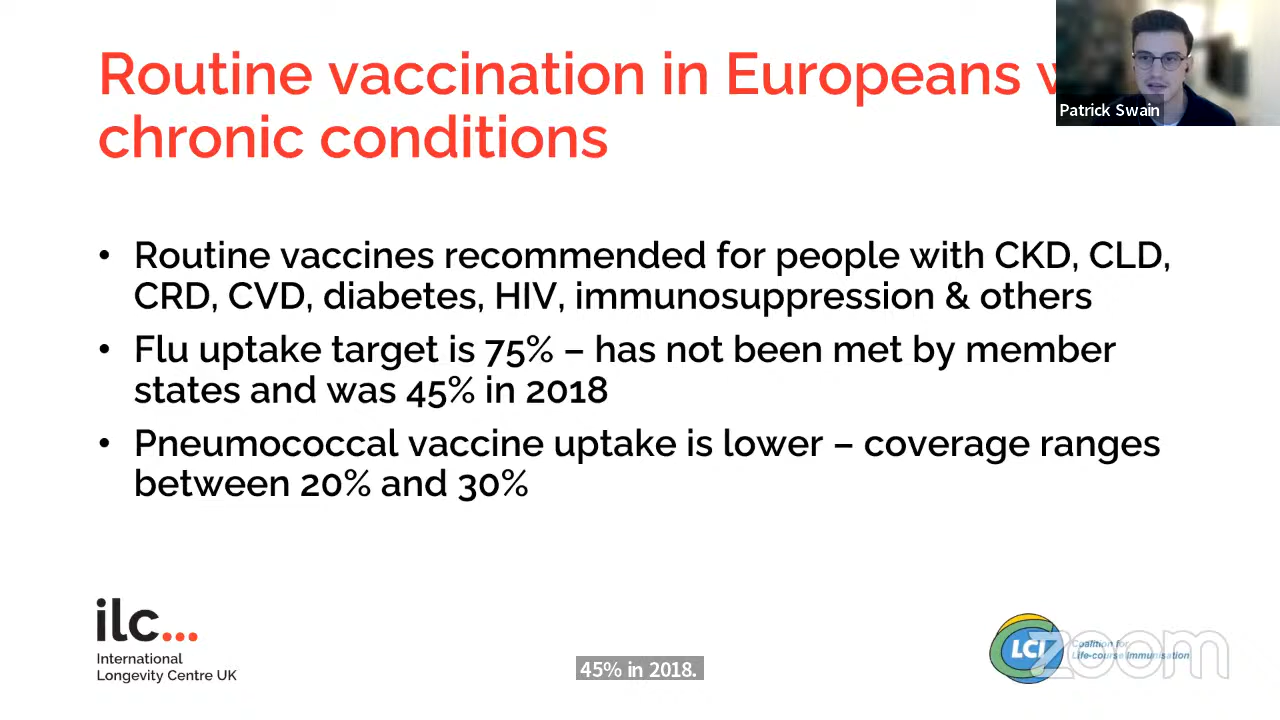 Routine vaccination in Europeans
chronic conditions
Patrick Swain
• Routine vaccines recommended for people with CKD, CLD,
CRD, CVD, diabetes, HIV, immunosuppression & others
• Flu uptake target is 75% – has not been met by member
states and was 45% in 2018
• Pneumococcal vaccine uptake is lower – coverage ranges
between 20% and 30%
ilc...
International
Longevity Centre UK
45% in 2018.
LCI
Coalition for
Life-course Immunisation
zoom